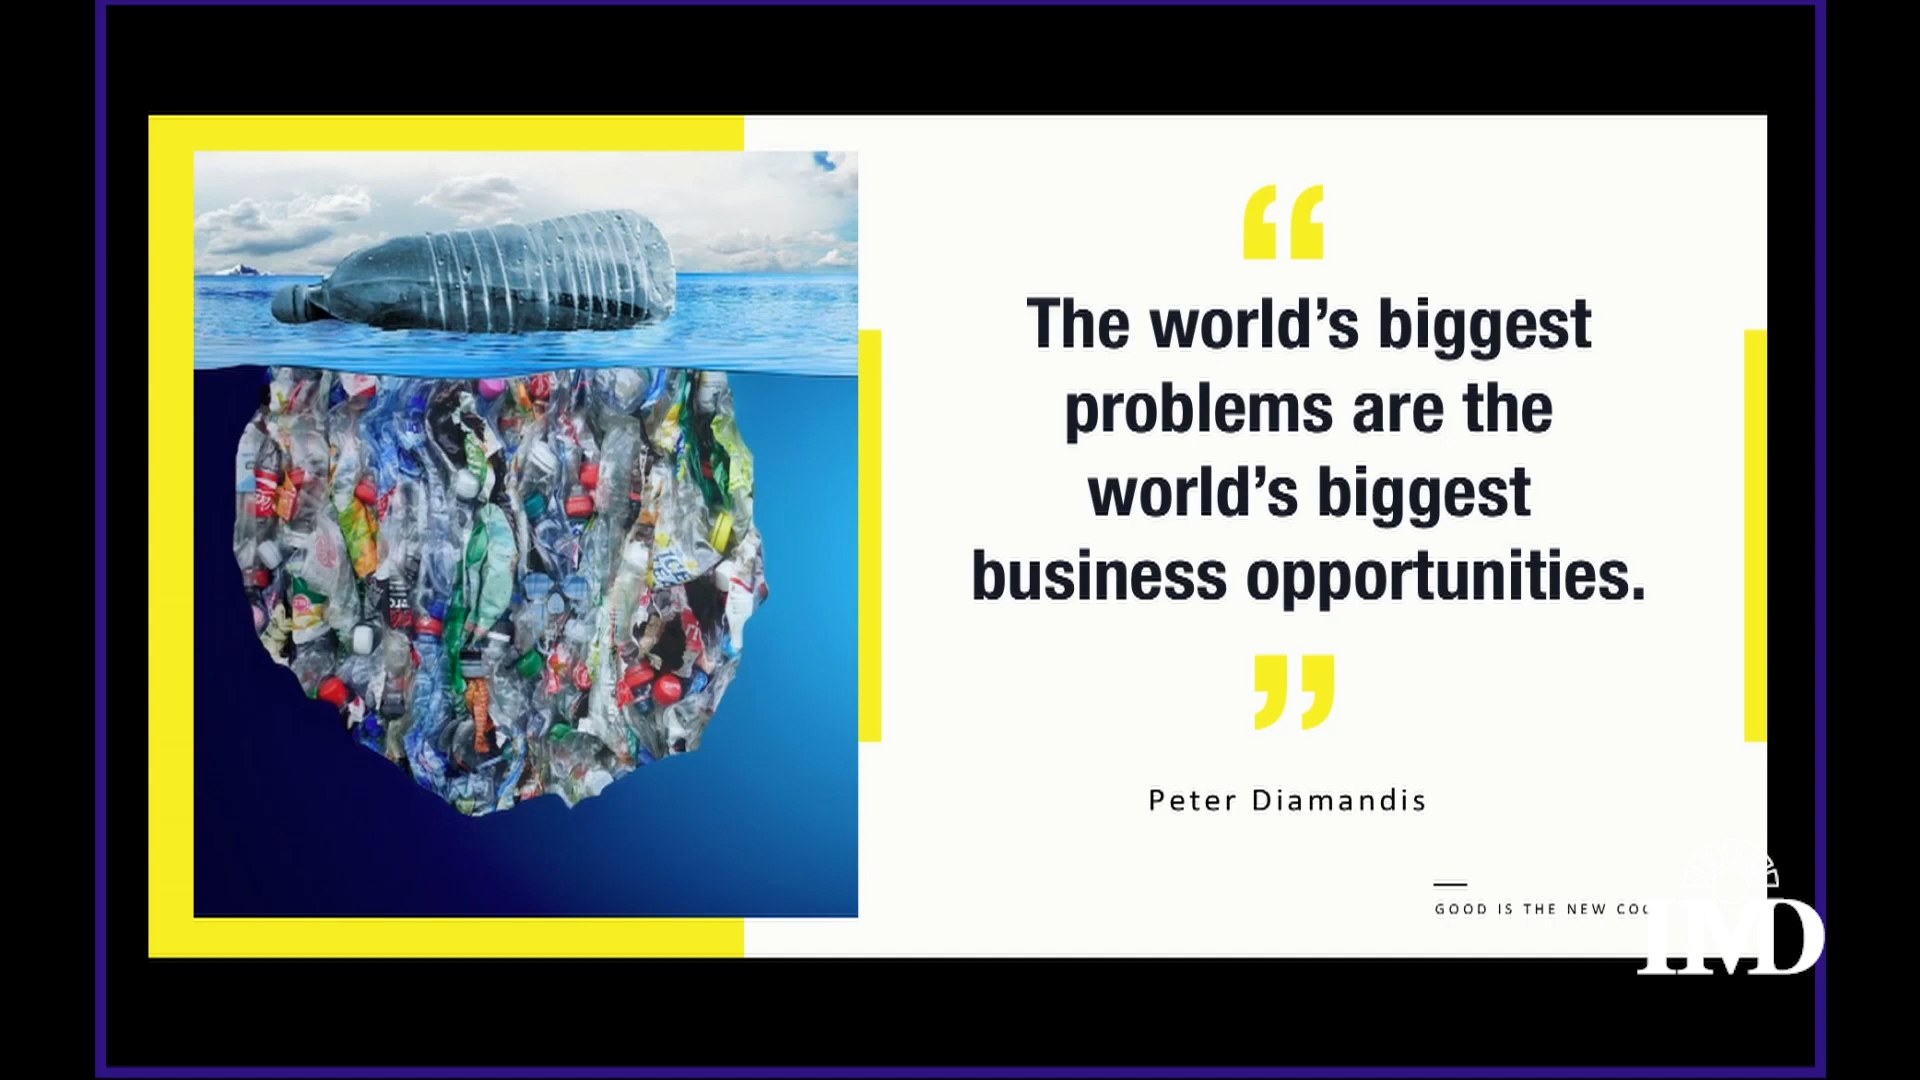 “
The world’s biggest
problems are the
world’s biggest
business opportunities.
”
Peter Diamandis
GOOD IS THE NEW
IMD